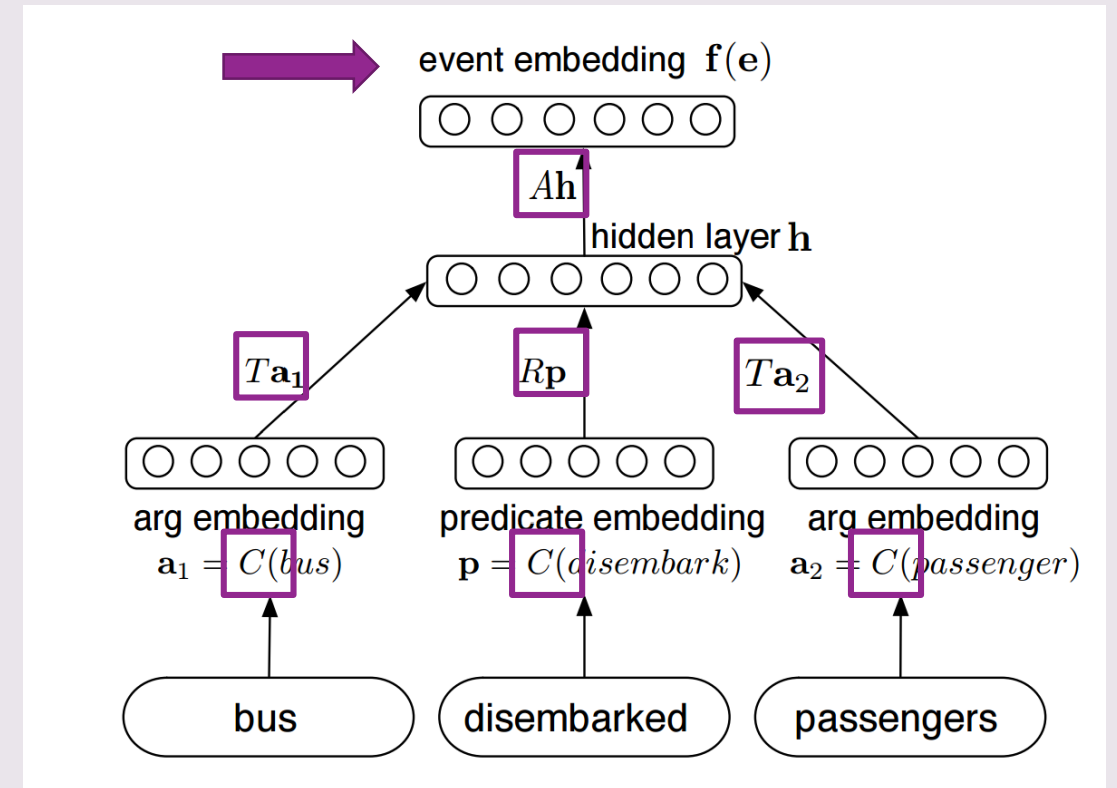 event embedding f(e)
Ah
hidden layer h
Ta₁ Rp Ta₂
arg embedding predicate embedding arg embedding
a₁ = C(bus) p = C(disembark) a₂ = C(passenger)
bus disembarked passengers